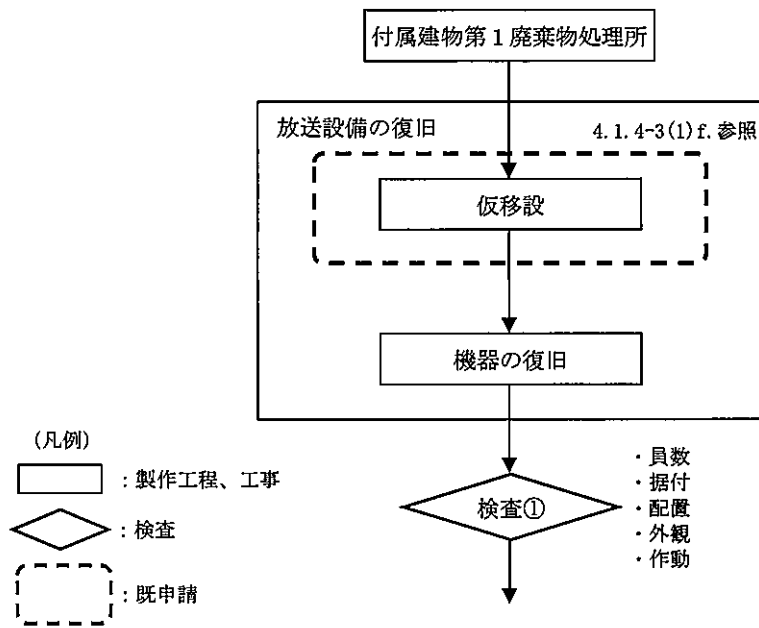 付属建物第1廃棄物処理所
放送設備の復旧
4.1.4-3(1)f.参照
仮移設
機器の復旧
検査①
・員数
・据付
・配置
・外観
・作動
(凡例)
：製作工程、工事
：検査
：既申請